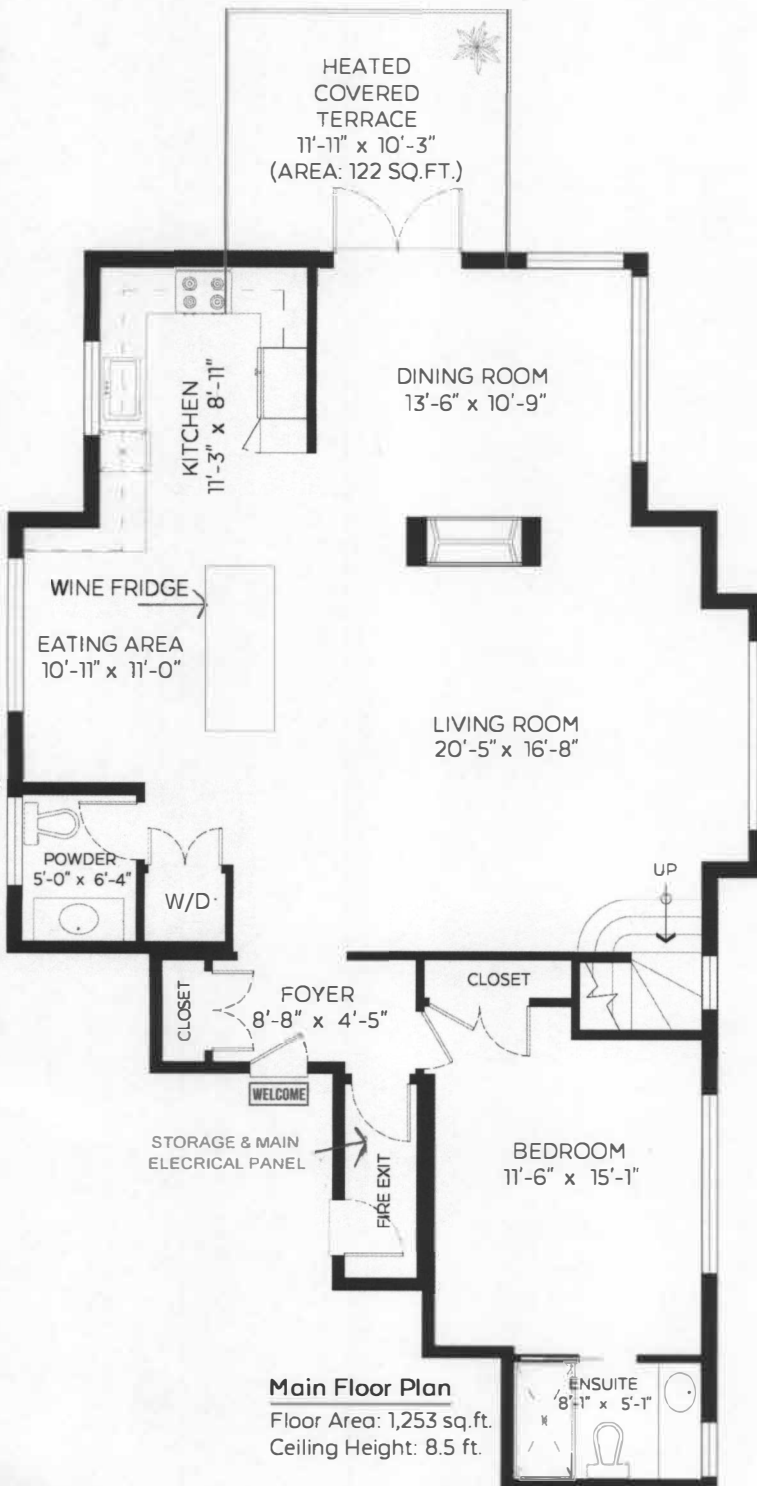 HEATED
COVERED
TERRACE
11'-11" x 10'-3"
(AREA: 122 SQ.FT.)
KITCHEN
11'-3" x 8'-11"
DINING ROOM
13'-6" x 10'-9"
WINE FRIDGE
EATING AREA
10'-11" x 11'-0"
LIVING ROOM
20'-5" x 16'-8"
POWDER
5'-0" x 6'-4"
W/D
UP
CLOSET
FOYER
8'-8" x 4'-5"
CLOSET
WELCOME
STORAGE & MAIN
ELECRICAL PANEL
FIRE EXIT
BEDROOM
11'-6" x 15'-1"
ENSUITE
8'-1" x 5'-1"
Main Floor Plan
Floor Area: 1,253 sq.ft.
Ceiling Height: 8.5 ft.